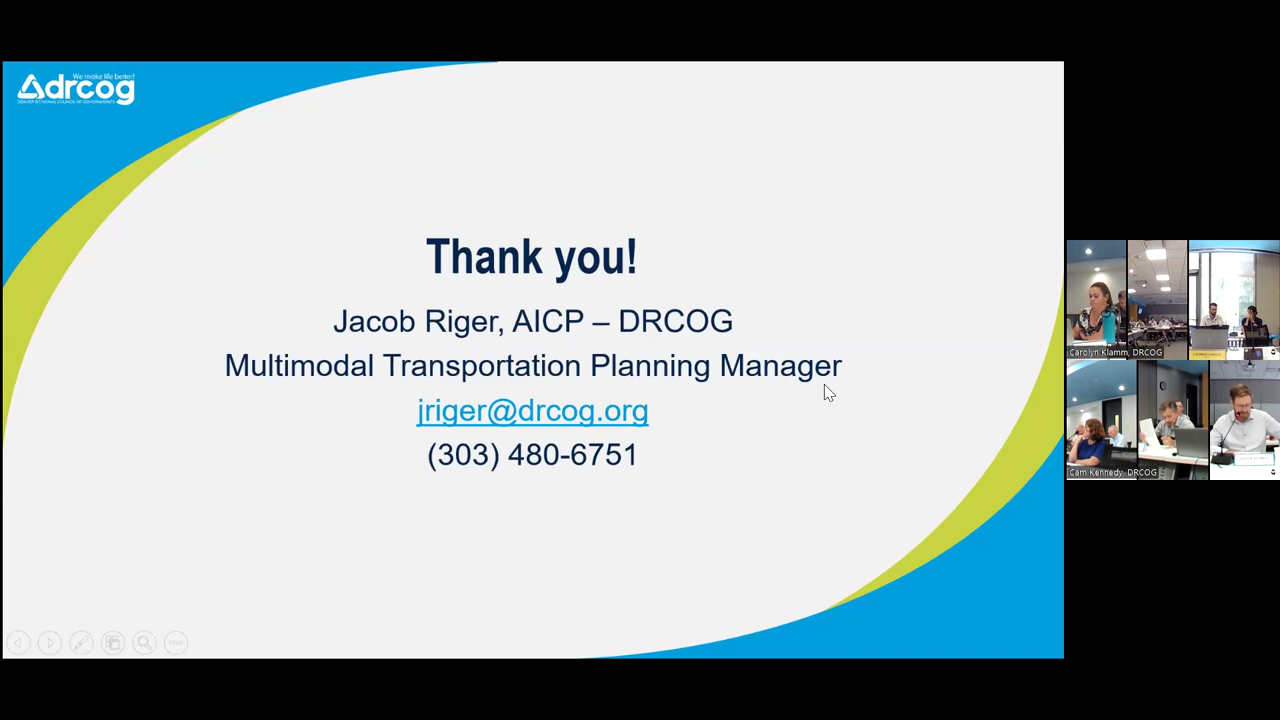 We make life better!
drcog
DENVER REGIONAL COUNCIL OF GOVERNMENTS
Thank you!
Jacob Riger, AICP – DRCOG
Multimodal Transportation Planning Manager
jriger@drcog.org
(303) 480-6751
Carolyn Klamm, DRCOG
Cam Kennedy, DRCOG